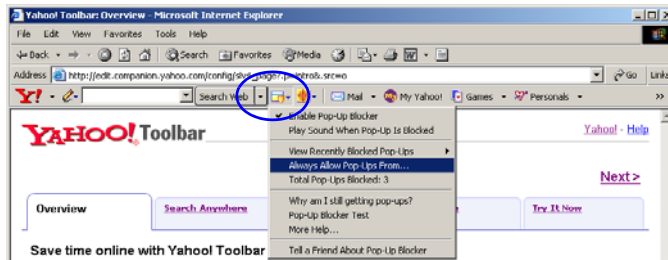 Yahoo! Toolbar: Overview - Microsoft Internet Explorer
File Edit View Favorites Tools Help
Back Search Favorites Media
Address http://edit.companion.yahoo.com/config/slvd_page?.p=intro&.src=wo Go Links
Y! Search Web Mail My Yahoo! Games Personals »
Enable Pop-Up Blocker
Play Sound When Pop-Up Is Blocked
YAHOO! Toolbar Yahoo! - Help
View Recently Blocked Pop-Ups
Always Allow Pop-Ups From...
Total Pop-Ups Blocked: 3
Next >
Why am I still getting pop-ups?
Overview Search Anywhere Try It Now
Pop-Up Blocker Test
More Help...
Save time online with Yahoo! Toolbar
Tell a Friend About Pop-Up Blocker